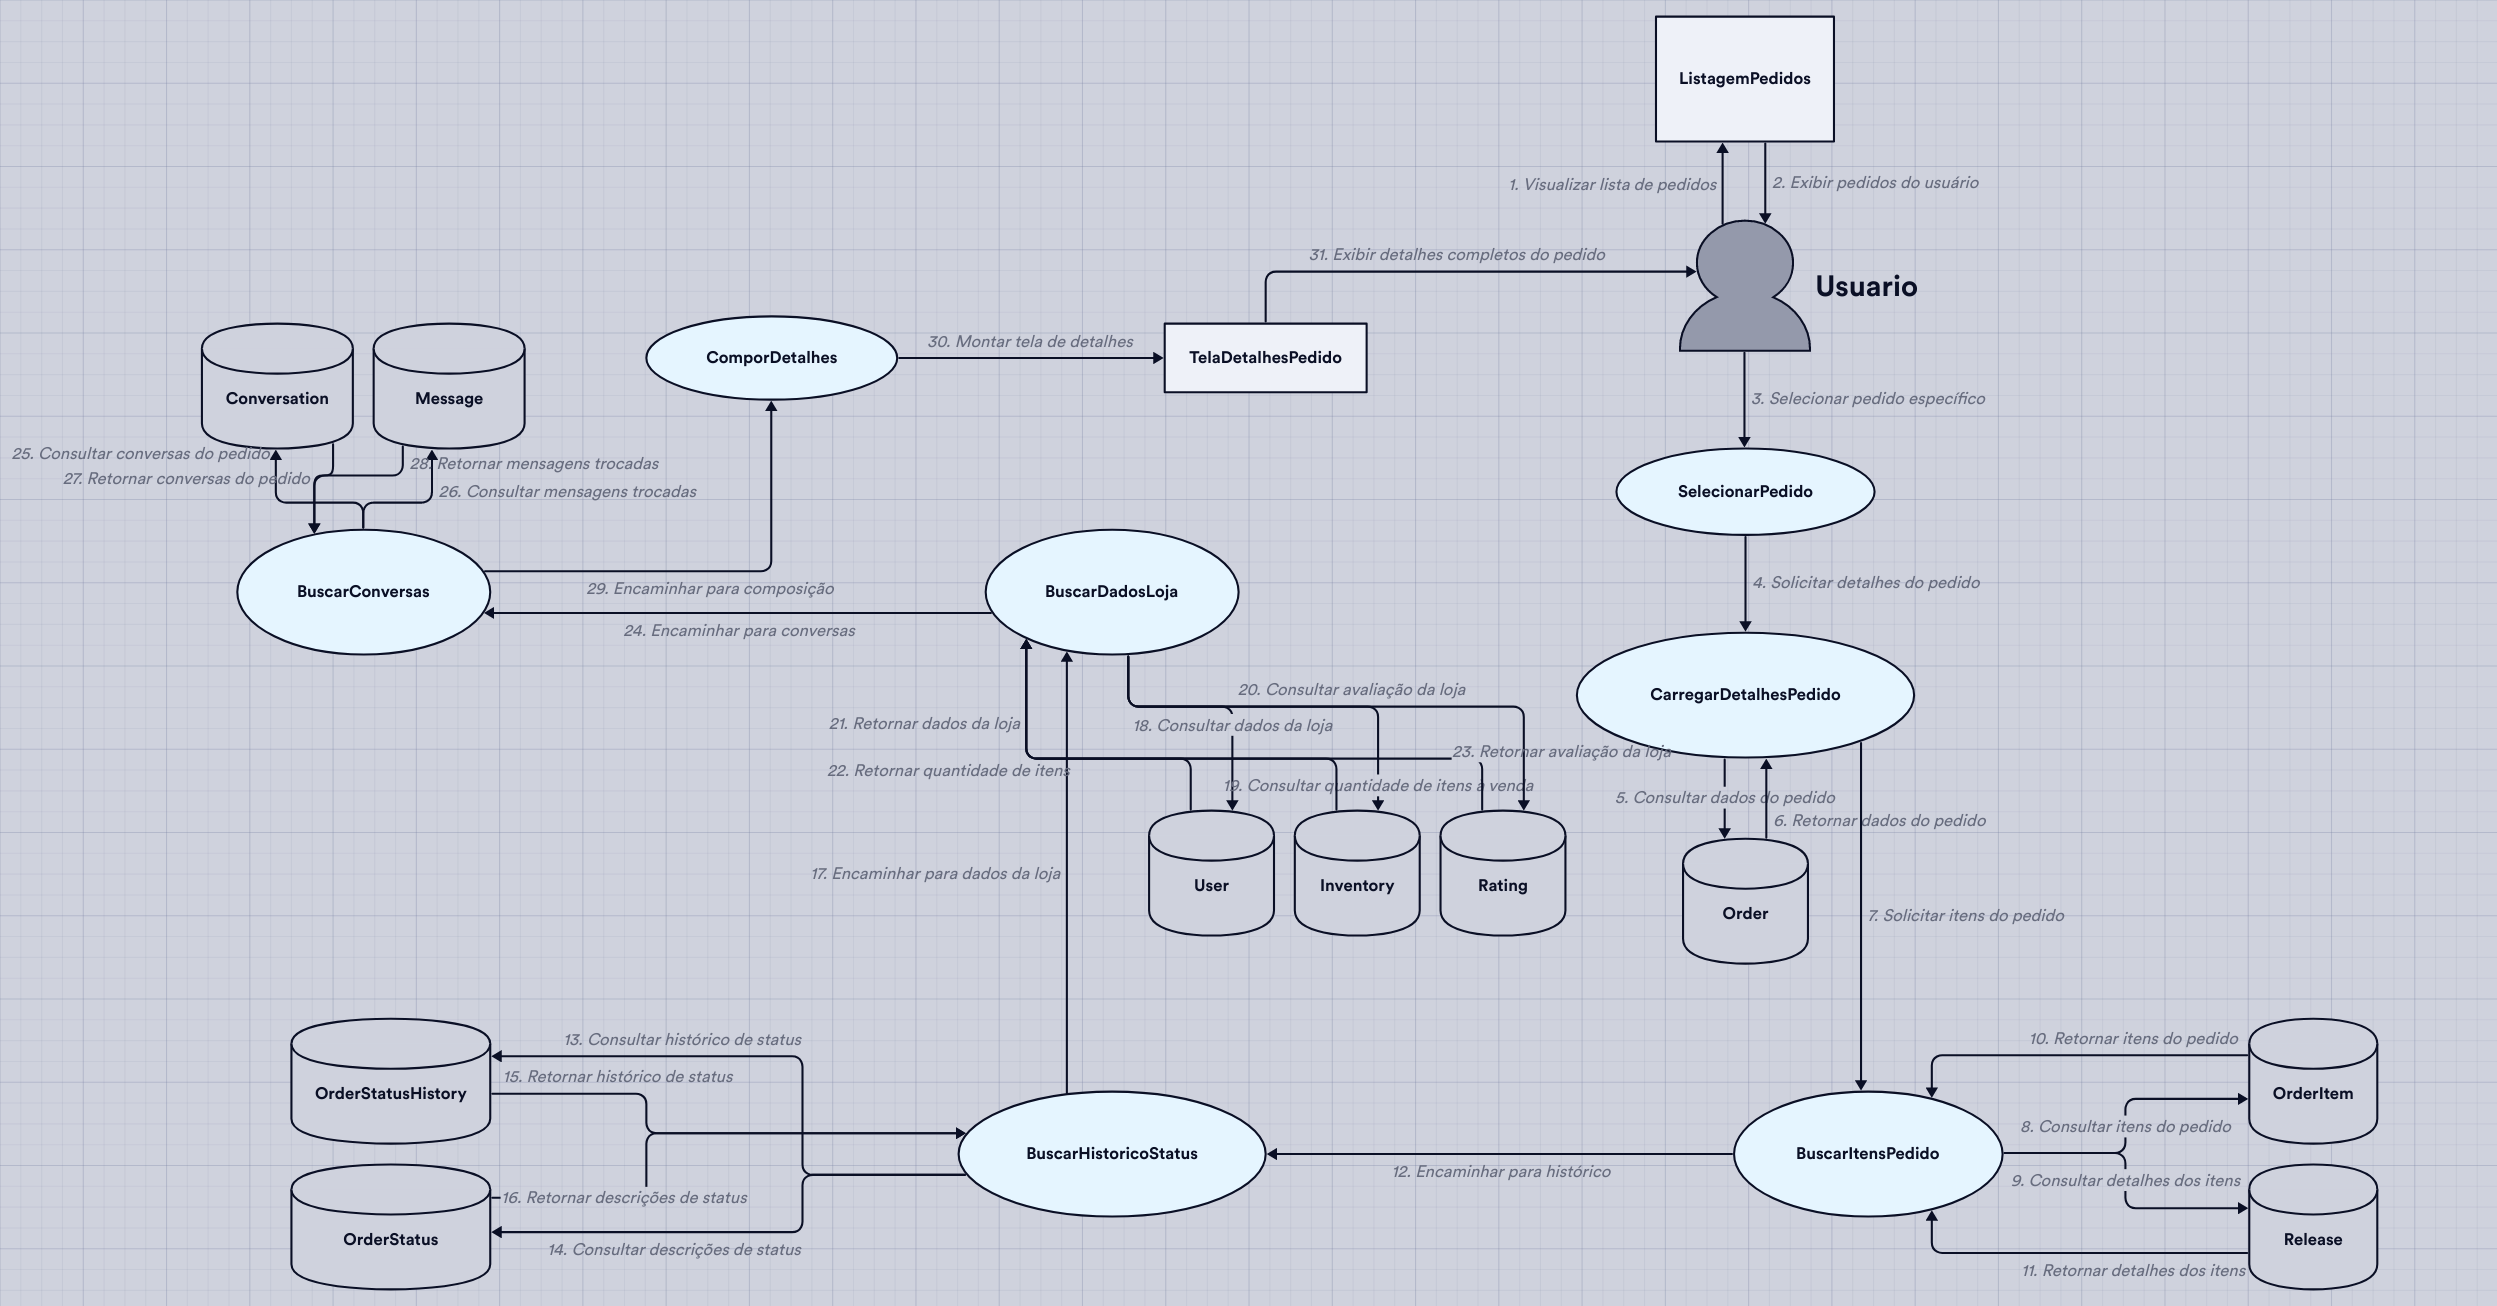 ListagemPedidos
1. Visualizar lista de pedidos
2. Exibir pedidos do usuário
31. Exibir detalhes completos do pedido
Usuario
ComporDetalhes
30. Montar tela de detalhes
TelaDetalhesPedido
Conversation
Message
3. Selecionar pedido específico
25. Consultar conversas do pedido
28. Retornar mensagens trocadas
27. Retornar conversas do pedido
26. Consultar mensagens trocadas
SelecionarPedido
BuscarConversas
29. Encaminhar para composição
BuscarDadosLoja
4. Solicitar detalhes do pedido
24. Encaminhar para conversas
20. Consultar avaliação da loja
CarregarDetalhesPedido
21. Retornar dados da loja
18. Consultar dados da loja
23. Retornar avaliação da loja
22. Retornar quantidade de itens
19. Consultar quantidade de itens à venda
5. Consultar dados do pedido
6. Retornar dados do pedido
17. Encaminhar para dados da loja
User
Inventory
Rating
Order
7. Solicitar itens do pedido
13. Consultar histórico de status
10. Retornar itens do pedido
15. Retornar histórico de status
OrderStatusHistory
OrderItem
8. Consultar itens do pedido
BuscarHistoricoStatus
BuscarItensPedido
12. Encaminhar para histórico
9. Consultar detalhes dos itens
16. Retornar descrições de status
OrderStatus
Release
14. Consultar descrições de status
11. Retornar detalhes dos itens